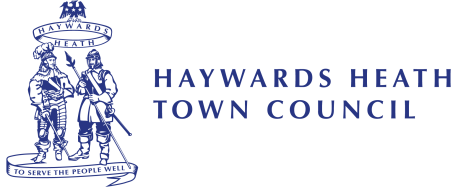 HAYWARDS
HEATH
HAYWARDS HEATH
TOWN COUNCIL
TO SERVE THE PEOPLE WELL